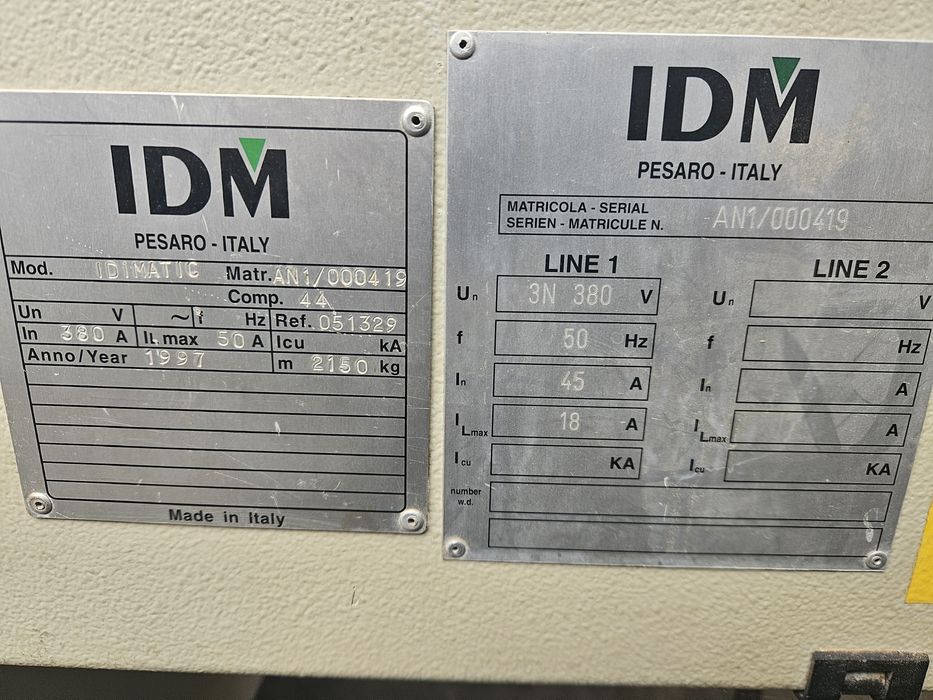 IDM
PESARO - ITALY
Mod. IDIMATIC Matr. AN1/000419
Comp. 44
Un V ~ f Hz Ref. 051329
In 380 A IL max 50 A Icu kA
Anno/Year 1997 m 2150 kg
Made in Italy
IDM
PESARO - ITALY
MATRICOLA - SERIAL
SERIEN - MATRICULE N. AN1/000419
LINE 1 LINE 2
Un 3N 380 V Un V
f 50 Hz f Hz
In 45 A In A
ILmax 18 A ILmax A
Icu KA Icu KA
number
w.d.